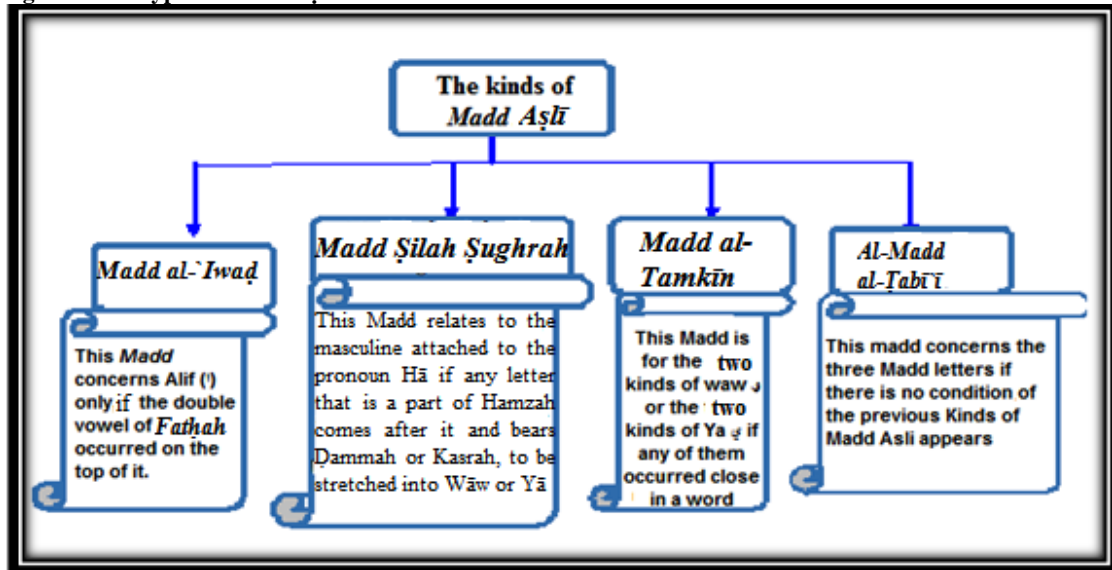 The kinds of
Madd Aṣlī
Madd al-`Iwaḍ
This Madd
concerns Alif (ا)
only if the double
vowel of Fatḥah
occurred on the
top of it.
Madd Ṣilah Ṣughrah
This Madd relates to the
masculine attached to the
pronoun Hā if any letter
that is a part of Hamzah
comes after it and bears
Ḍammah or Kasrah, to be
stretched into Wāw or Yā
Madd al-
Tamkīn
This Madd is
for the two
kinds of waw و
or the two
kinds of Ya ي if
any of them
occurred close
in a word
Al-Madd
al-Ṭabī`ī
This madd concerns the
three Madd letters if
there is no condition of
the previous Kinds of
Madd Asli appears